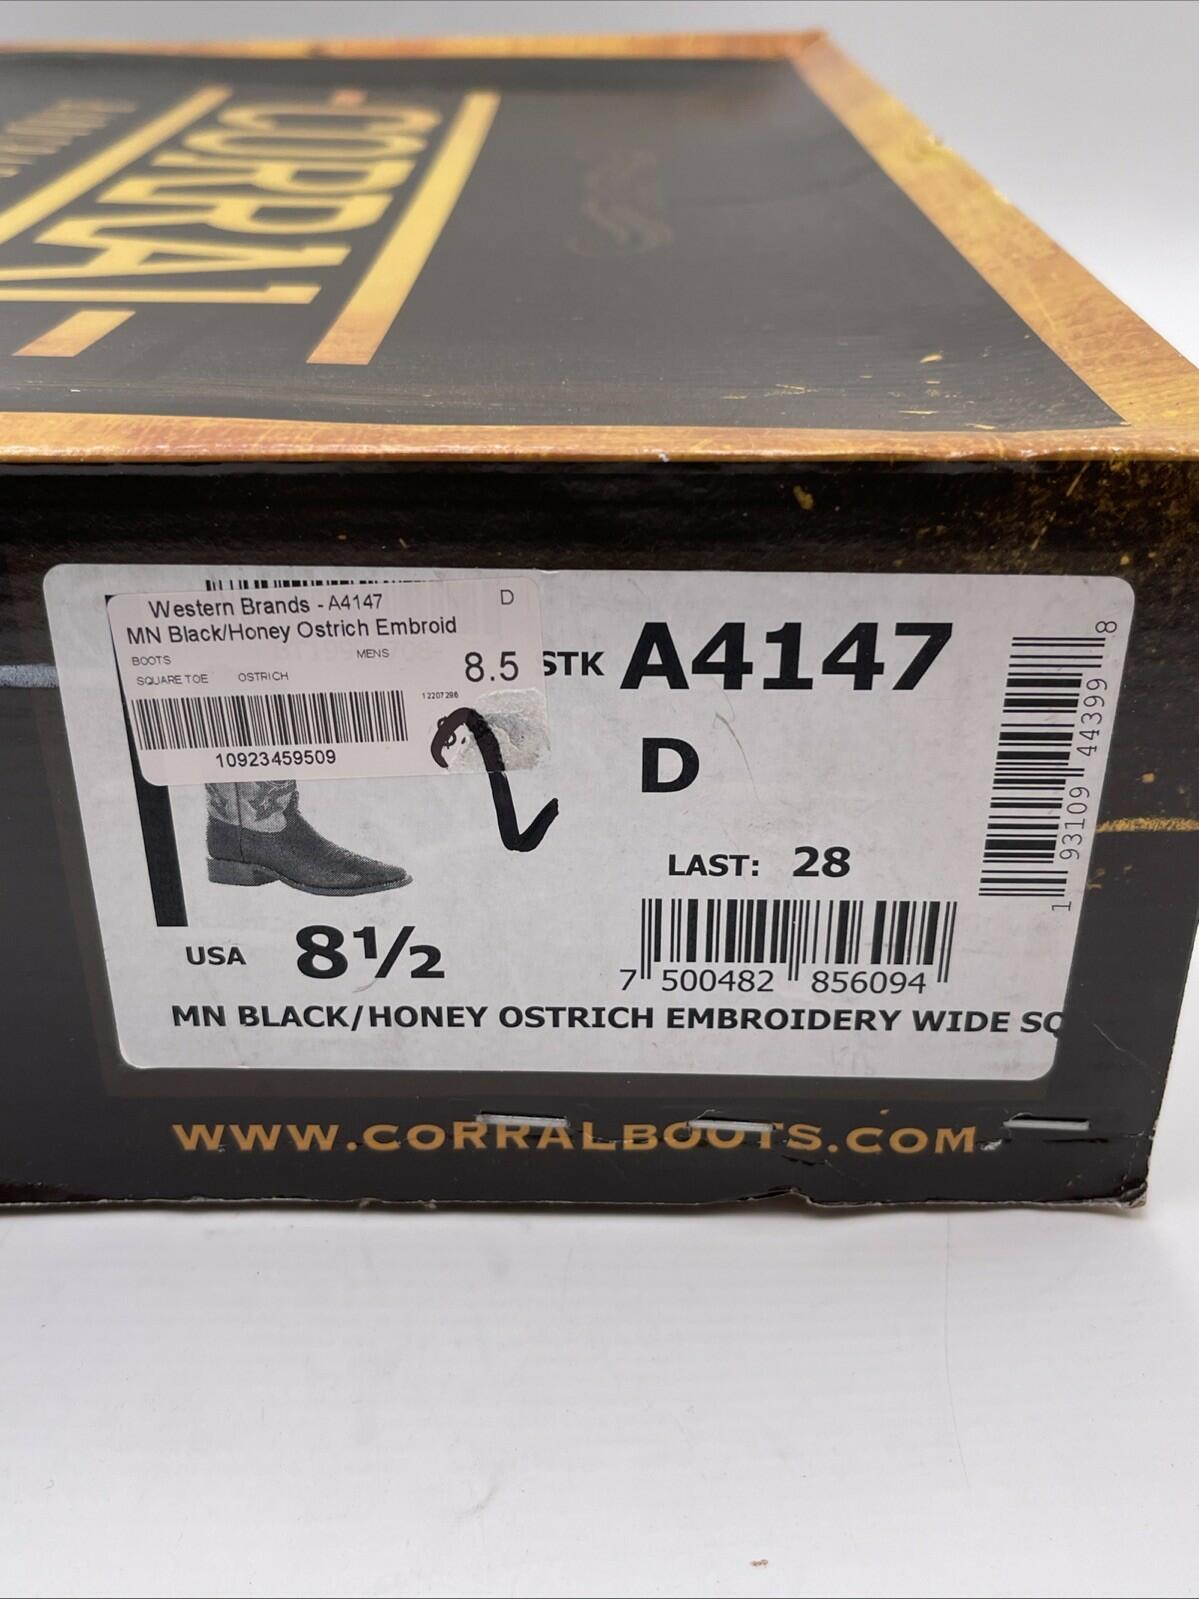 CORRAL
Western Brands - A4147 D
MN Black/Honey Ostrich Embroid
BOOTS MENS
SQUARE TOE OSTRICH 8.5
12207296
10923459509
STK A4147
D
LAST: 28
USA 8½
7 500482 856094
1 93109 44399 8
MN BLACK/HONEY OSTRICH EMBROIDERY WIDE SQ
WWW.CORRALBOOTS.COM